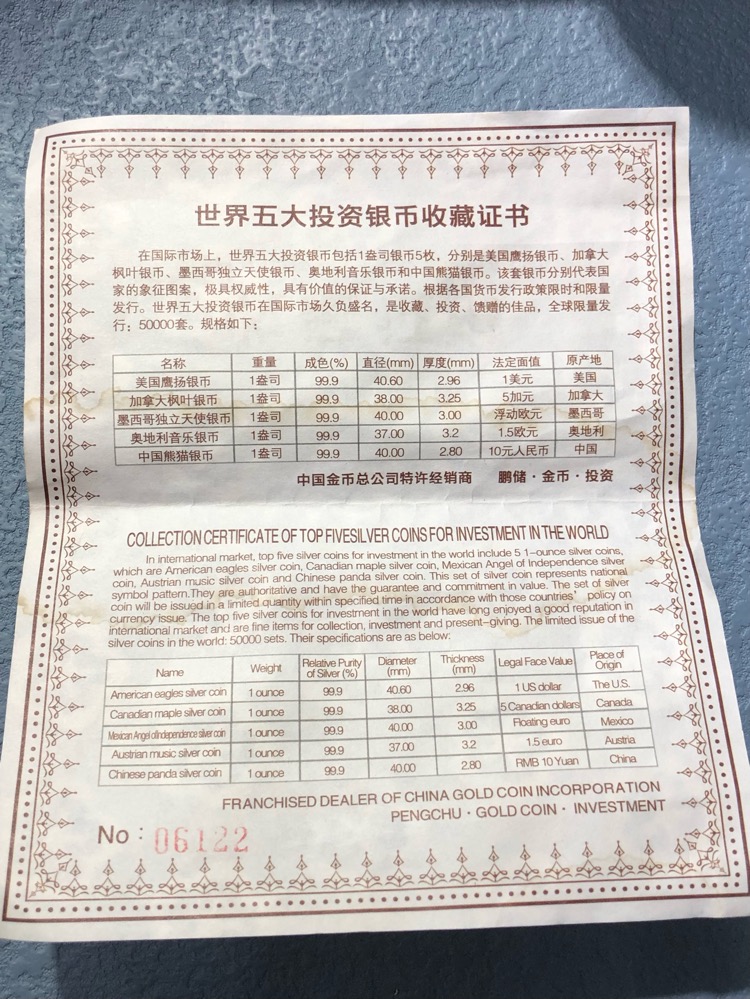 世界五大投资银币收藏证书
在国际市场上，世界五大投资银币包括1盎司银币5枚，分别是美国鹰扬银币、加拿大
枫叶银币、墨西哥独立天使银币、奥地利音乐银币和中国熊猫银币。该套银币分别代表国
家的象征图案，极具权威性，具有价值的保证与承诺。根据各国货币发行政策限时和限量
发行。世界五大投资银币在国际市场久负盛名，是收藏、投资、馈赠的佳品，全球限量发
行：50000套。规格如下：
名称 重量 成色(%) 直径(mm) 厚度(mm) 法定面值 原产地
美国鹰扬银币 1盎司 99.9 40.60 2.96 1美元 美国
加拿大枫叶银币 1盎司 99.9 38.00 3.25 5加元 加拿大
墨西哥独立天使银币 1盎司 99.9 40.00 3.00 浮动欧元 墨西哥
奥地利音乐银币 1盎司 99.9 37.00 3.2 1.5欧元 奥地利
中国熊猫银币 1盎司 99.9 40.00 2.80 10元人民币 中国
中国金币总公司特许经销商 鹏储·金币·投资
COLLECTION CERTIFICATE OF TOP FIVESILVER COINS FOR INVESTMENT IN THE WORLD
In international market, top five silver coins for investment in the world include 5 1-ounce silver coins,
which are American eagles silver coin, Canadian maple silver coin, Mexican Angel of Independence silver
coin, Austrian music silver coin and Chinese panda silver coin. This set of silver coin represents national
symbol pattern.They are authoritative and have the guarantee and commitment in value. The set of silver
coin will be issued in a limited quantity within specified time in accordance with those countries' policy on
currency issue. The top five silver coins for investment in the world have long enjoyed a good reputation in
international market and are fine items for collection, investment and present-giving. The limited issue of the
silver coins in the world: 50000 sets. Their specifications are as below:
Name Weight Relative Purity of Silver (%) Diameter (mm) Thickness (mm) Legal Face Value Place of Origin
American eagles silver coin 1 ounce 99.9 40.60 2.96 1 US dollar The U.S.
Canadian maple silver coin 1 ounce 99.9 38.00 3.25 5 Canadian dollars Canada
Mexican Angel of Independence silver coin 1 ounce 99.9 40.00 3.00 Floating euro Mexico
Austrian music silver coin 1 ounce 99.9 37.00 3.2 1.5 euro Austria
Chinese panda silver coin 1 ounce 99.9 40.00 2.80 RMB 10 Yuan China
FRANCHISED DEALER OF CHINA GOLD COIN INCORPORATION
PENGCHU · GOLD COIN · INVESTMENT
No：06122